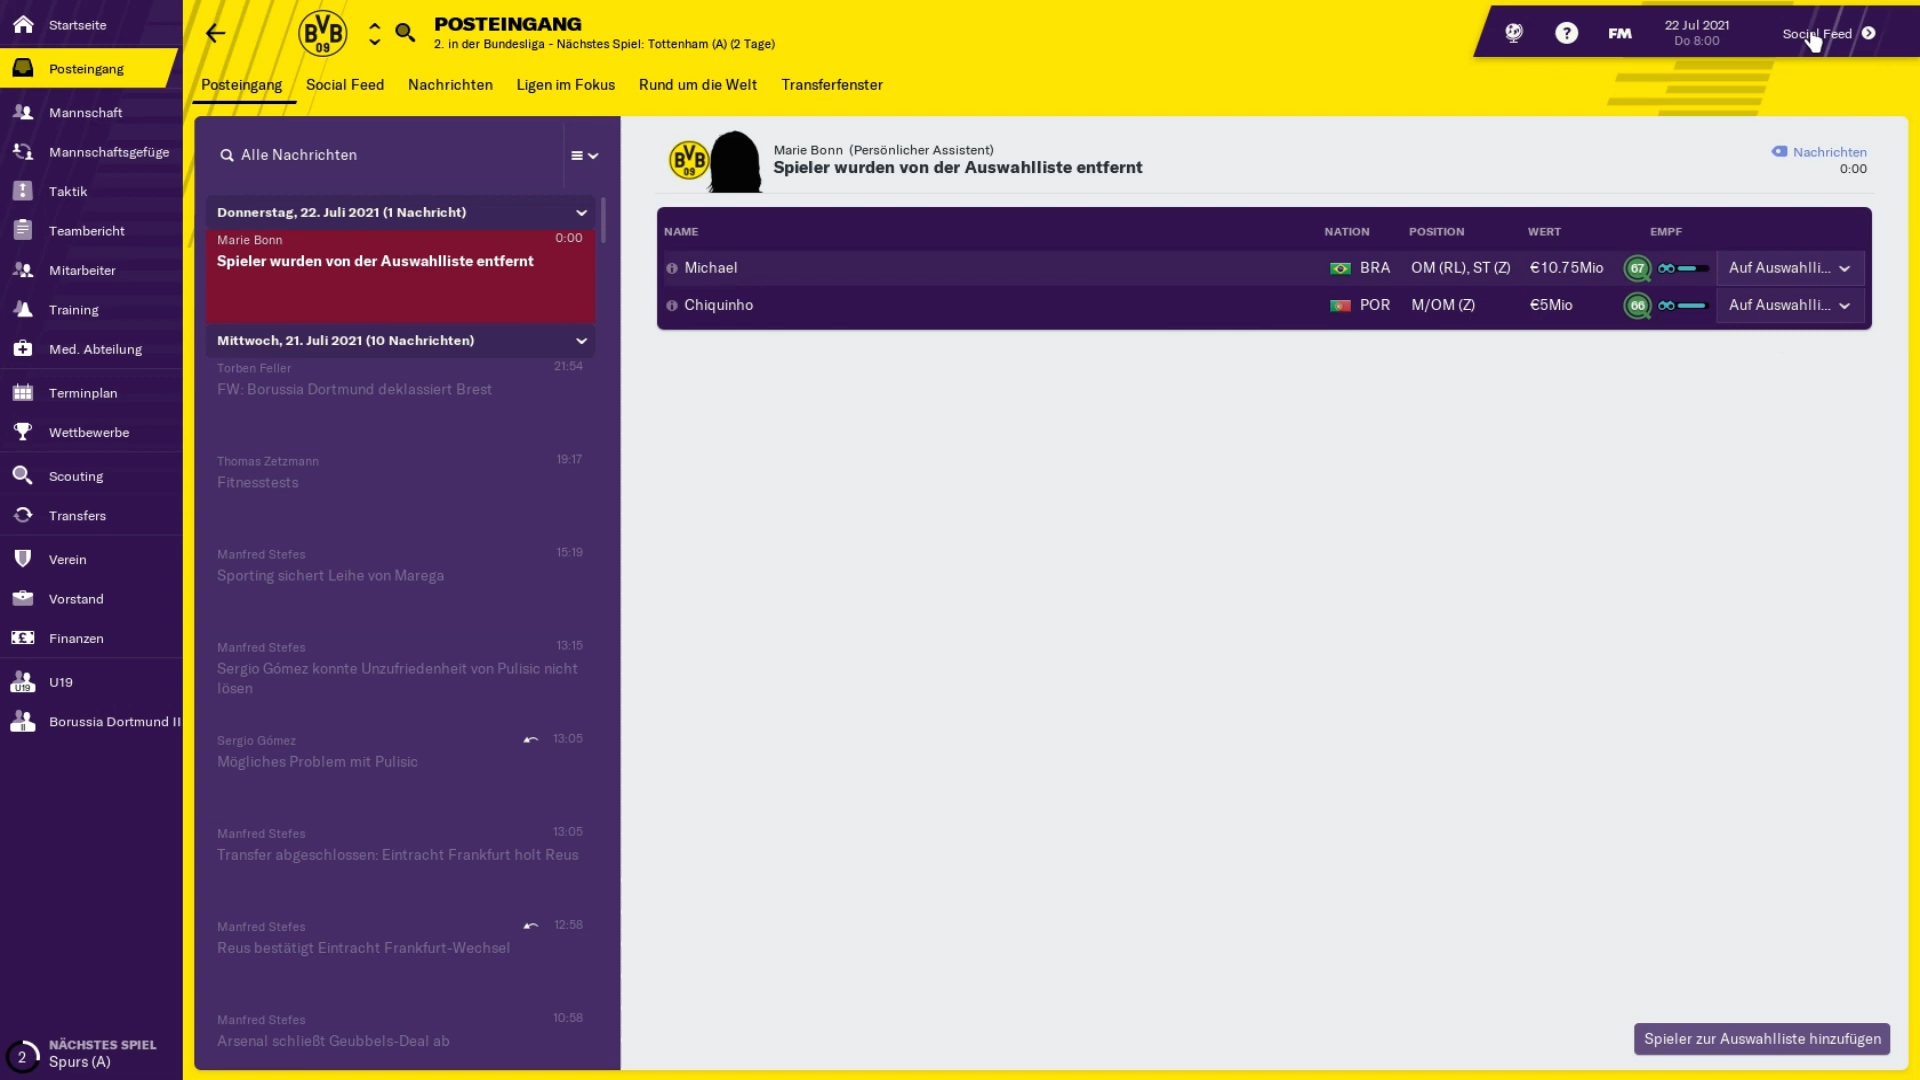 Startseite
Posteingang
Mannschaft
Mannschaftsgefüge
Taktik
Teambericht
Mitarbeiter
Training
Med. Abteilung
Terminplan
Wettbewerbe
Scouting
Transfers
Verein
Vorstand
Finanzen
U19
U19
II
Borussia Dortmund II
2
NÄCHSTES SPIEL
Spurs (A)
BVB
09
POSTEINGANG
2. in der Bundesliga - Nächstes Spiel: Tottenham (A) (2 Tage)
?
FM
22 Jul 2021
Do 8:00
Social Feed
Posteingang
Social Feed
Nachrichten
Ligen im Fokus
Rund um die Welt
Transferfenster
Alle Nachrichten
Donnerstag, 22. Juli 2021 (1 Nachricht)
Marie Bonn 0:00
Spieler wurden von der Auswahlliste entfernt
Mittwoch, 21. Juli 2021 (10 Nachrichten)
Torben Feller 21:54
FW: Borussia Dortmund deklassiert Brest
Thomas Zetzmann 19:17
Fitnesstests
Manfred Stefes 15:19
Sporting sichert Leihe von Marega
Manfred Stefes 13:15
Sergio Gómez konnte Unzufriedenheit von Pulisic nicht
lösen
Sergio Gómez 13:05
Mögliches Problem mit Pulisic
Manfred Stefes 13:05
Transfer abgeschlossen: Eintracht Frankfurt holt Reus
Manfred Stefes 12:58
Reus bestätigt Eintracht Frankfurt-Wechsel
Manfred Stefes 10:58
Arsenal schließt Geubbels-Deal ab
BVB
09
Marie Bonn (Persönlicher Assistent)
Spieler wurden von der Auswahlliste entfernt
Nachrichten
0:00
NAME NATION POSITION WERT EMPF
Michael BRA OM (RL), ST (Z) €10.75Mio 67 Auf Auswahlli...
Chiquinho POR M/OM (Z) €5Mio 66 Auf Auswahlli...
Spieler zur Auswahlliste hinzufügen